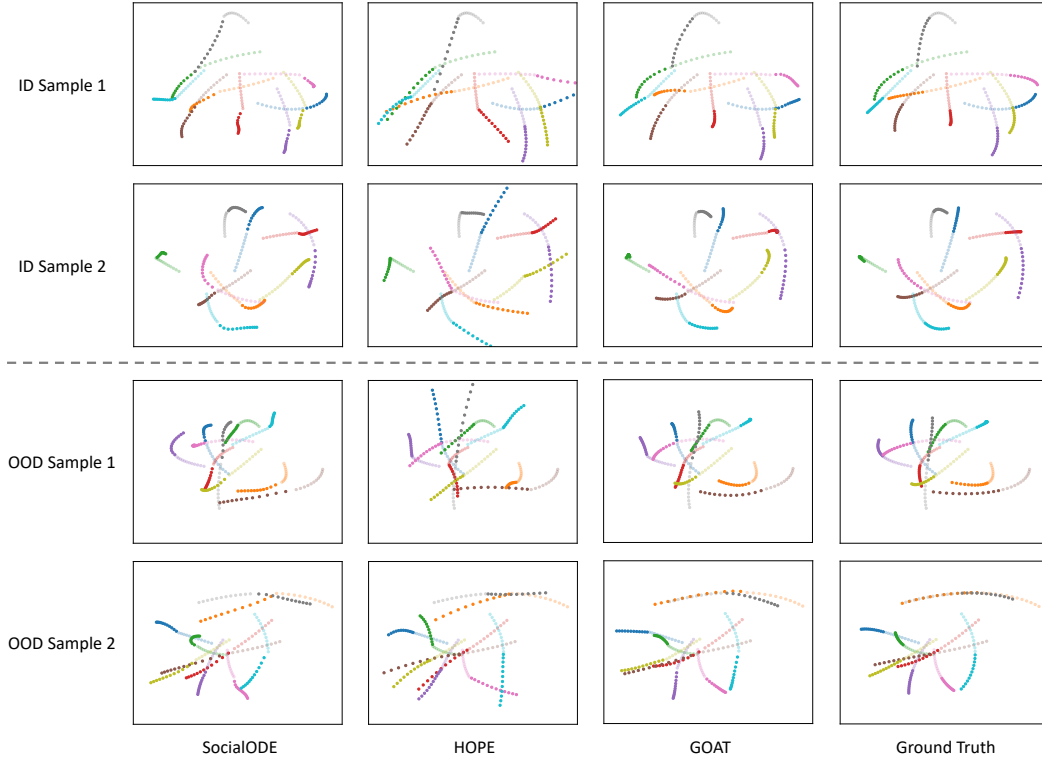 ID Sample 1
ID Sample 2
OOD Sample 1
OOD Sample 2
SocialODE
HOPE
GOAT
Ground Truth